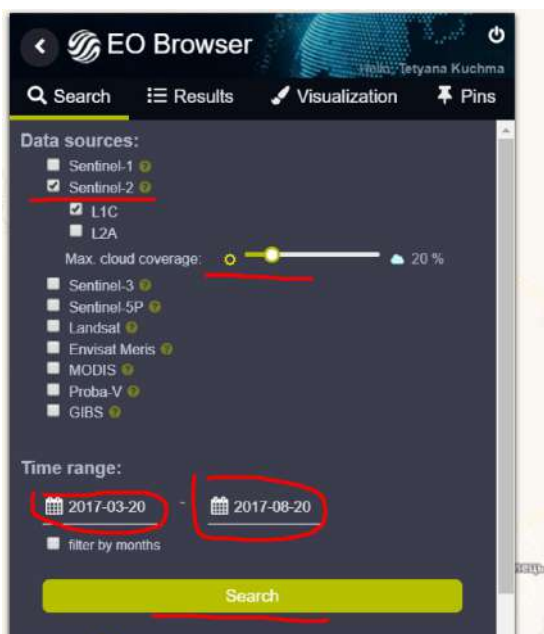 EO Browser
Hello, Tetyana Kuchma
Search Results Visualization Pins
Data sources:
Sentinel-1
Sentinel-2
L1C
L2A
Max. cloud coverage: 20 %
Sentinel-3
Sentinel-5P
Landsat
Envisat Meris
MODIS
Proba-V
GIBS
Time range:
2017-03-20 - 2017-08-20
filter by months
Search